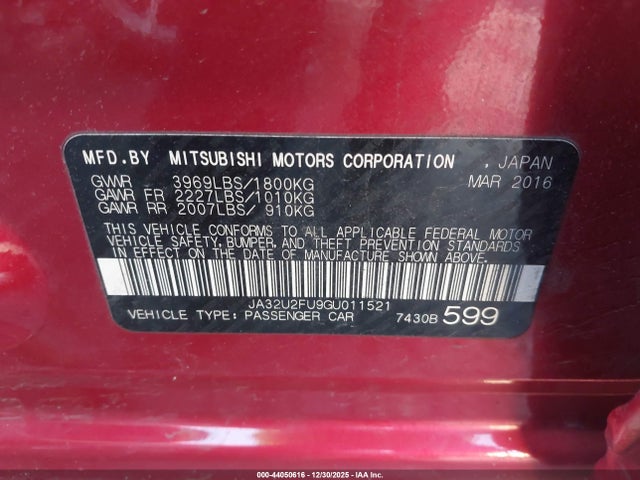 MFD.BY MITSUBISHI MOTORS CORPORATION , JAPAN
GVWR 3969LBS/1800KG MAR 2016
GAWR FR 2227LBS/1010KG
GAWR RR 2007LBS/ 910KG
THIS VEHICLE CONFORMS TO ALL APPLICABLE FEDERAL MOTOR
VEHICLE SAFETY, BUMPER, AND THEFT PREVENTION STANDARDS
IN EFFECT ON THE DATE OF MANUFACTURE SHOWN ABOVE.
JA32U2FU9GU011521
VEHICLE TYPE: PASSENGER CAR 7430B 599
000-44050616 - 12/30/2025 - IAA Inc.